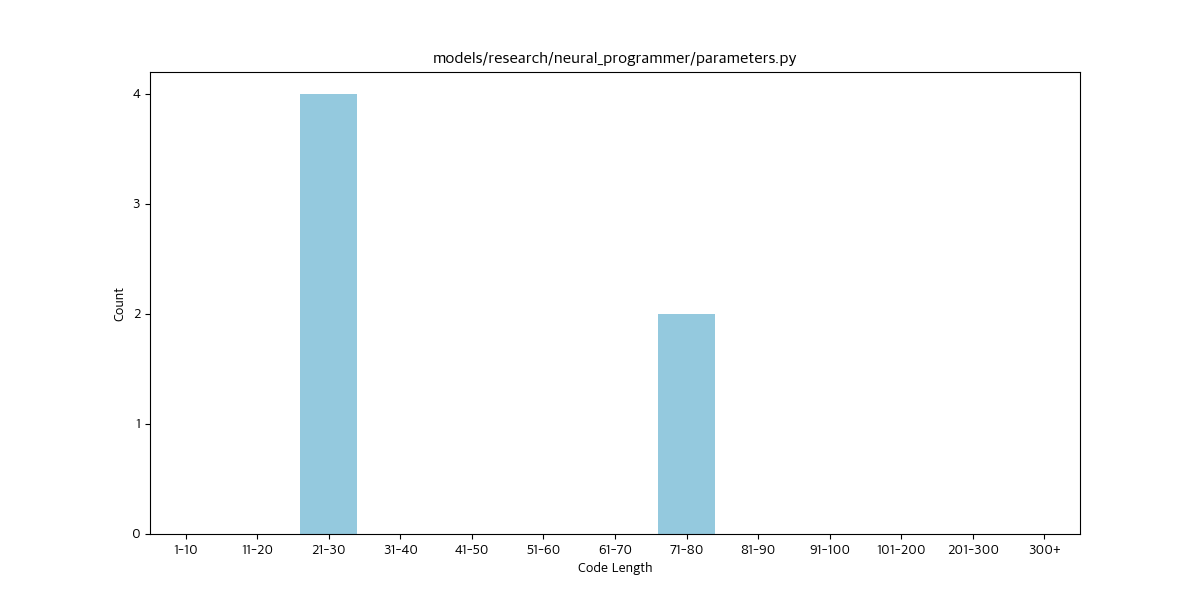 models/research/neural_programmer/parameters.py
4
3
2
1
0
Count
1-10 11-20 21-30 31-40 41-50 51-60 61-70 71-80 81-90 91-100 101-200 201-300 300+
Code Length